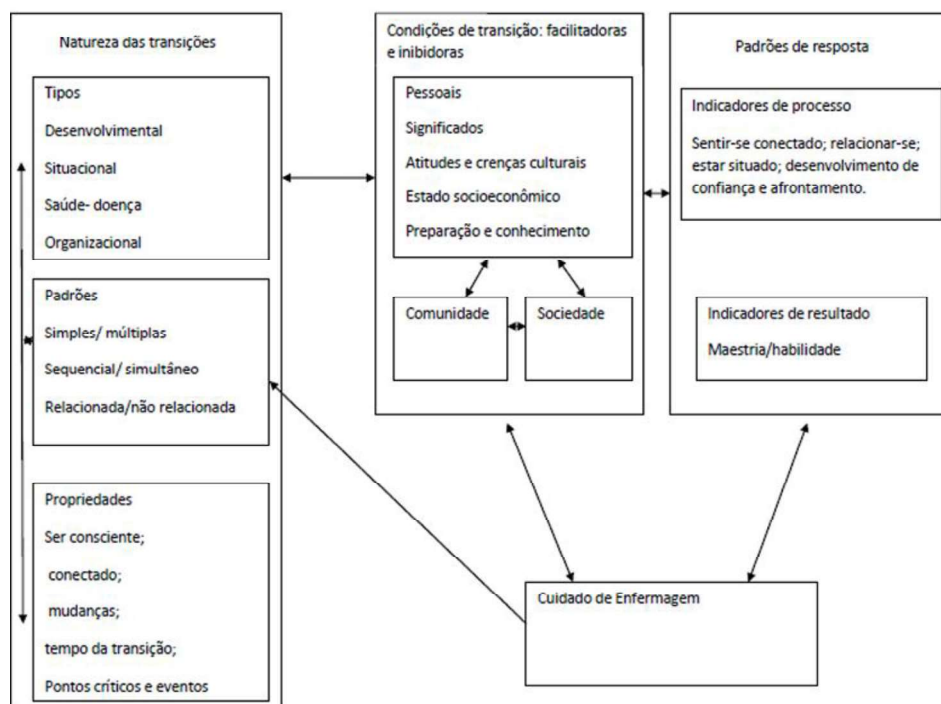 Natureza das transições
Tipos
Desenvolvimental
Situacional
Saúde- doença
Organizacional
Padrões
Simples/ múltiplas
Sequencial/ simultâneo
Relacionada/não relacionada
Propriedades
Ser consciente;
conectado;
mudanças;
tempo da transição;
Pontos críticos e eventos
Condições de transição: facilitadoras
e inibidoras
Pessoais
Significados
Atitudes e crenças culturais
Estado socioeconômico
Preparação e conhecimento
Comunidade
Sociedade
Padrões de resposta
Indicadores de processo
Sentir-se conectado; relacionar-se;
estar situado; desenvolvimento de
confiança e afrontamento.
Indicadores de resultado
Maestria/habilidade
Cuidado de Enfermagem